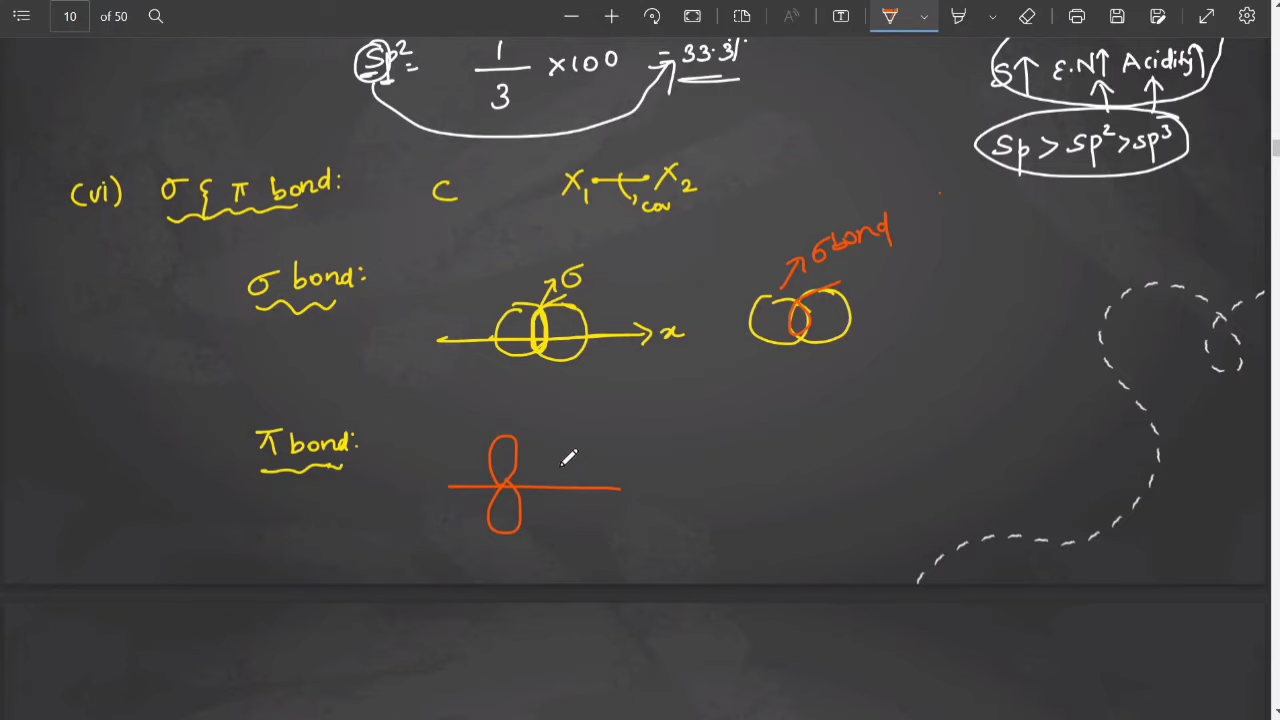 10 of 50
Sp² = 1/3 ×100 = 33.3%
S↑ E.N↑ Acidity↑
Sp > Sp² > Sp³
(vi) σ { π bond: C X₁ X₂
cov
σ bond
σ bond: σ
x
π bond: